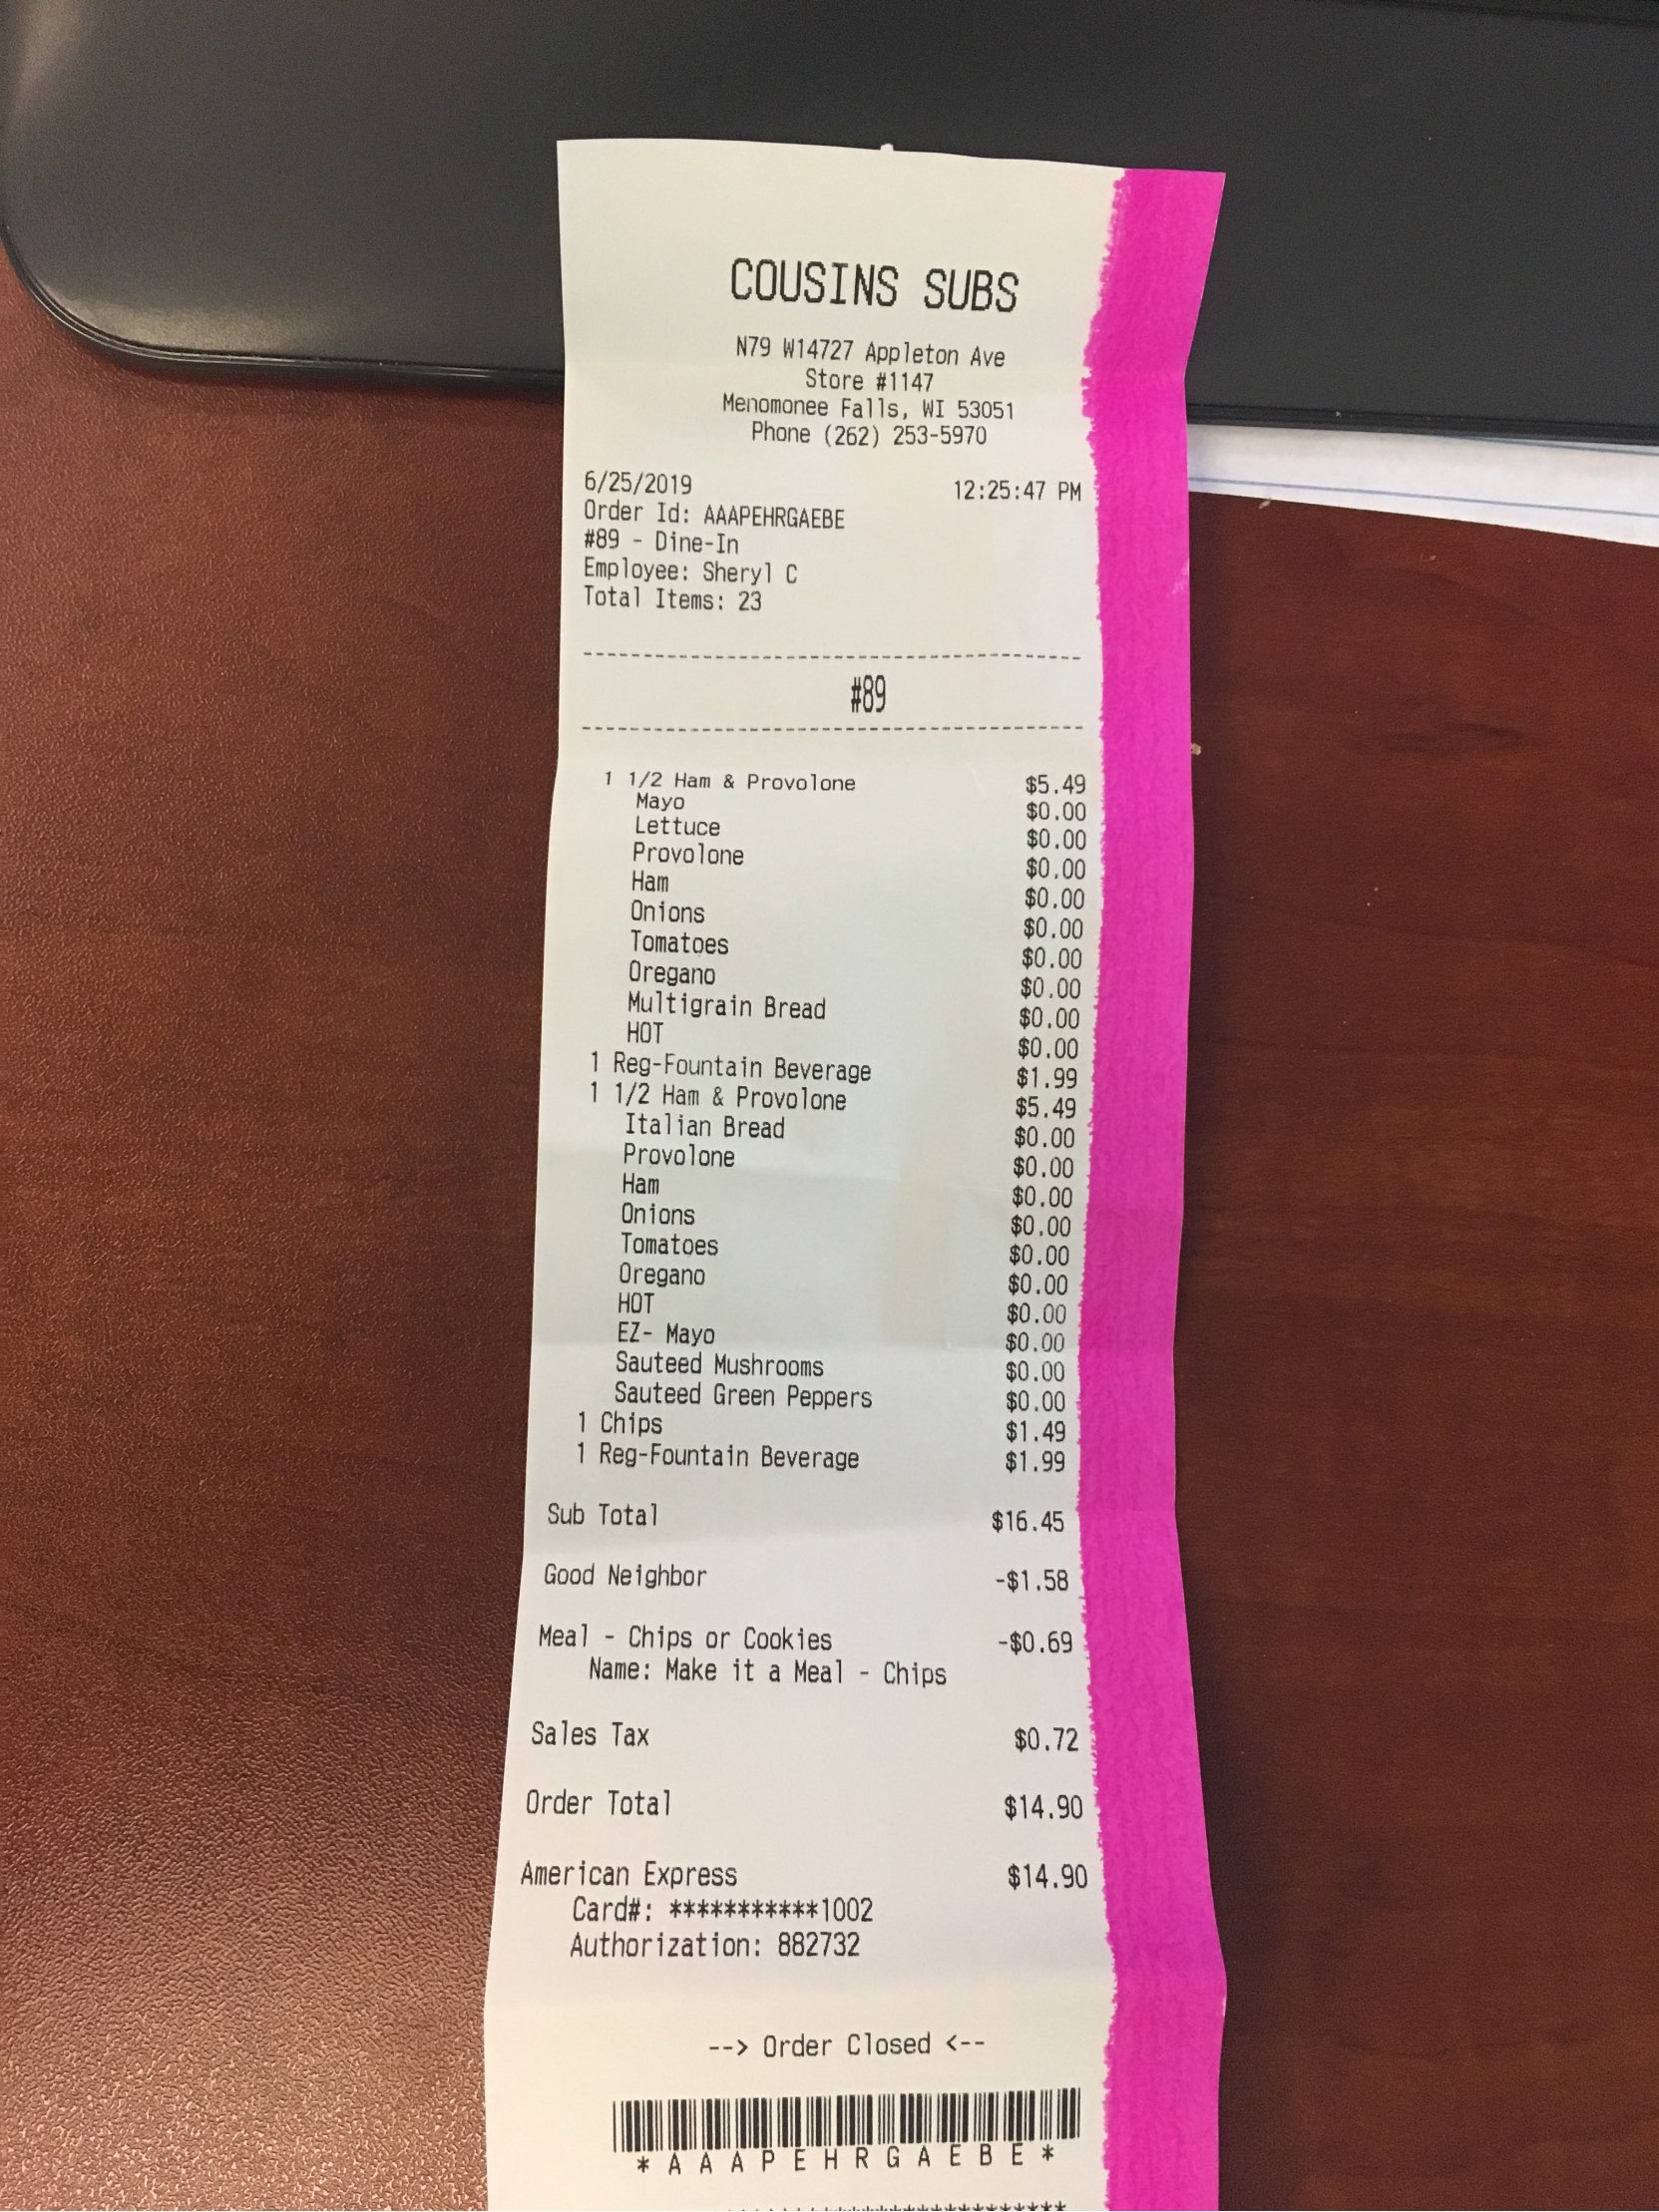 COUSINS SUBS
N79 W14727 Appleton Ave
Store #1147
Menomonee Falls, WI 53051
Phone (262) 253-5970
6/25/2019 12:25:47 PM
Order Id: AAAPEHRGAEBE
#89 - Dine-In
Employee: Sheryl C
Total Items: 23
#89
1 1/2 Ham & Provolone $5.49
Mayo $0.00
Lettuce $0.00
Provolone $0.00
Ham $0.00
Onions $0.00
Tomatoes $0.00
Oregano $0.00
Multigrain Bread $0.00
HOT $0.00
1 Reg-Fountain Beverage $1.99
1 1/2 Ham & Provolone $5.49
Italian Bread $0.00
Provolone $0.00
Ham $0.00
Onions $0.00
Tomatoes $0.00
Oregano $0.00
HOT $0.00
EZ- Mayo $0.00
Sauteed Mushrooms $0.00
Sauteed Green Peppers $0.00
1 Chips $1.49
1 Reg-Fountain Beverage $1.99
Sub Total $16.45
Good Neighbor -$1.58
Meal - Chips or Cookies -$0.69
Name: Make it a Meal - Chips
Sales Tax $0.72
Order Total $14.90
American Express $14.90
Card#: ***********1002
Authorization: 882732
--> Order Closed <--
*AAAPEHRGAEBE*